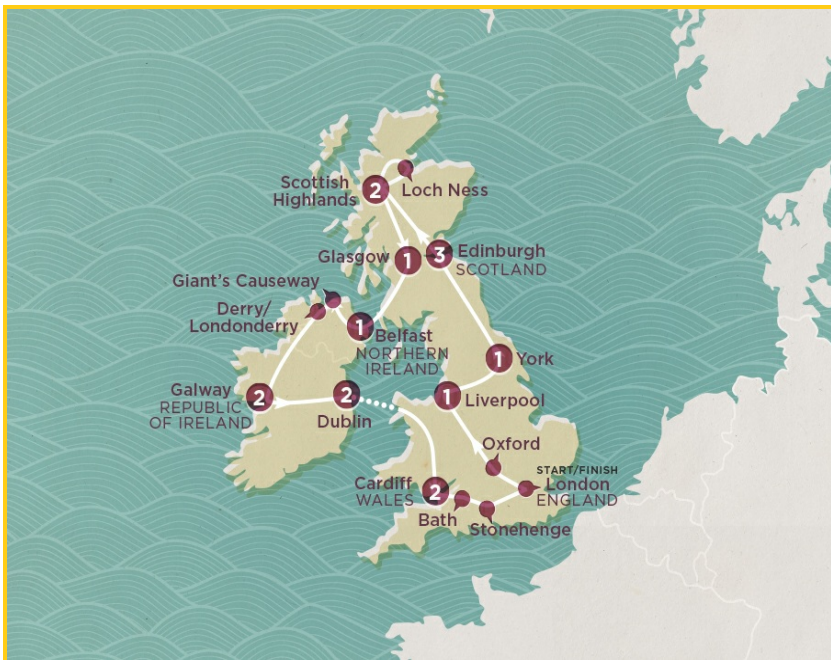 Scottish
Highlands
2
Loch Ness
Glasgow
1
3
Edinburgh
SCOTLAND
Giant's Causeway
Derry/
Londonderry
1
Belfast
NORTHERN
IRELAND
1
York
Galway
REPUBLIC
OF IRELAND
2
2
Dublin
1
Liverpool
Oxford
START/FINISH
London
ENGLAND
Cardiff
WALES
2
Bath
Stonehenge